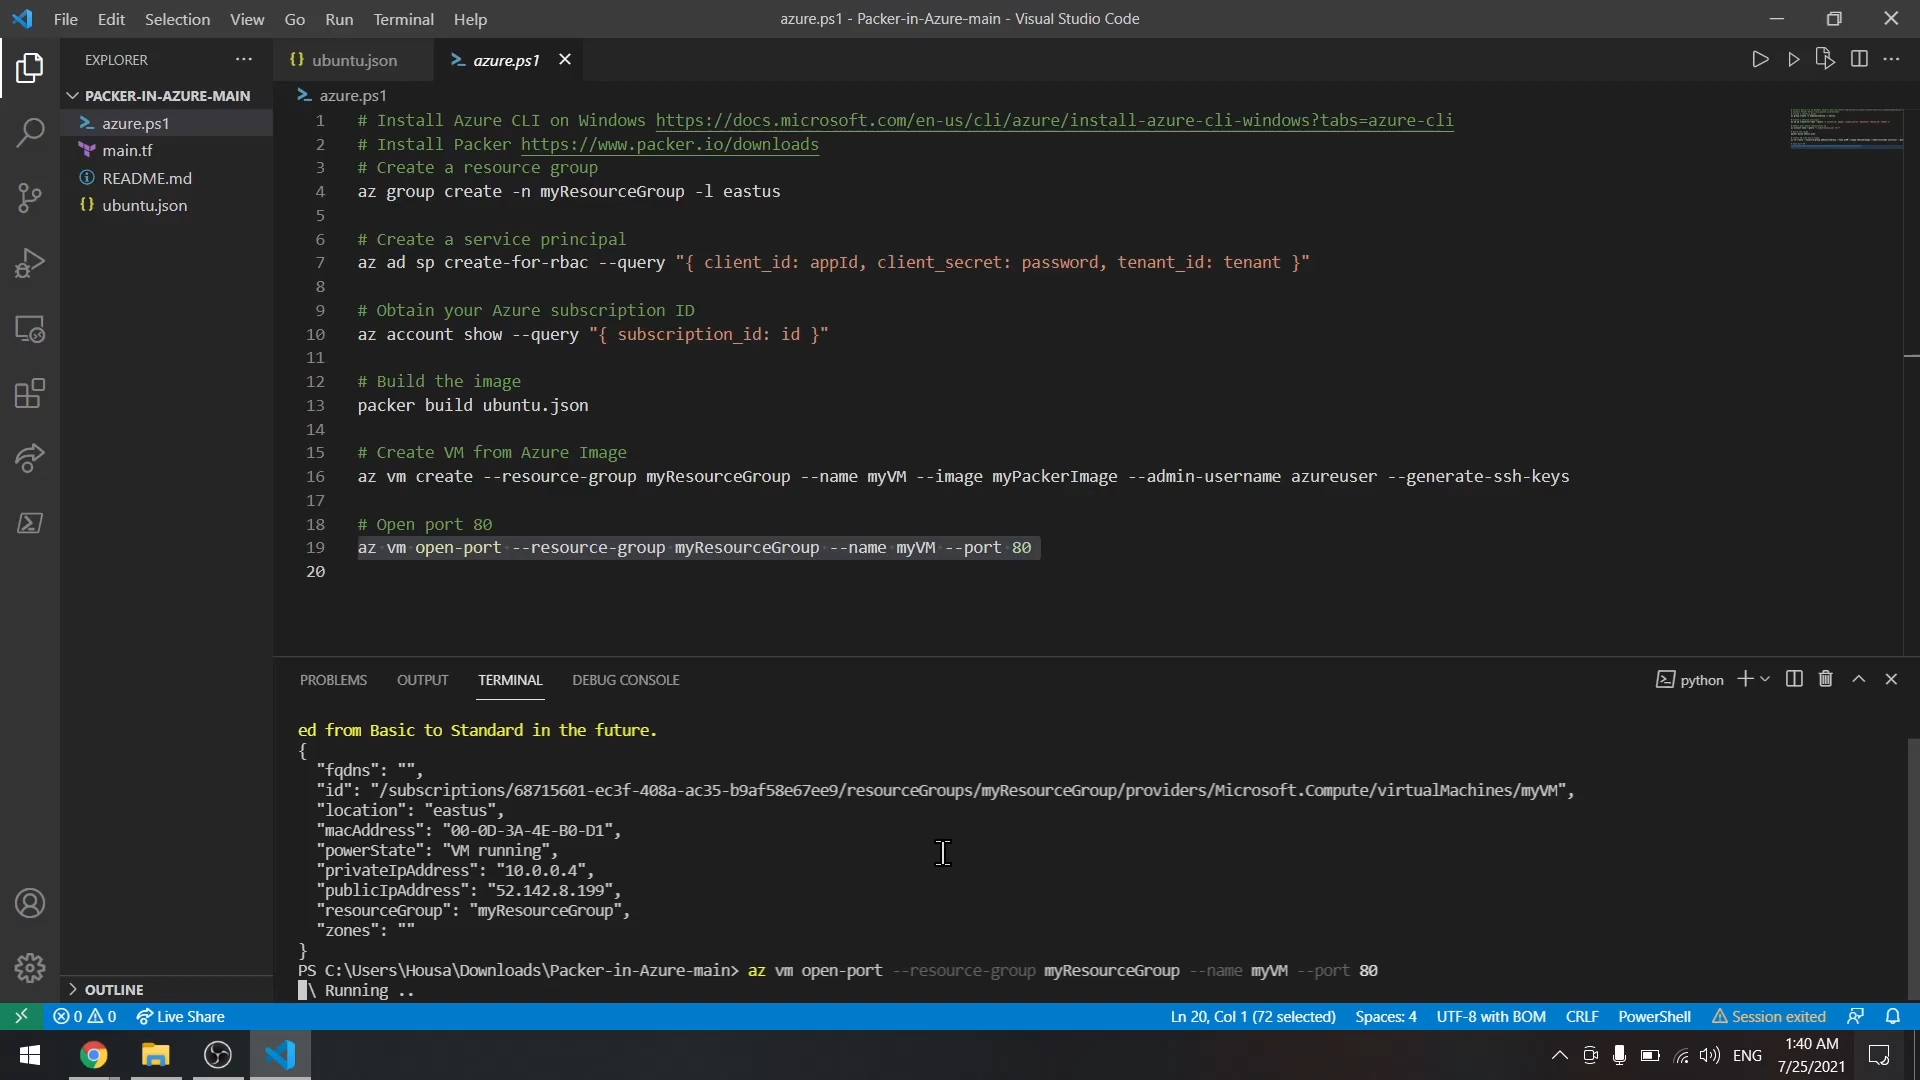 File Edit Selection View Go Run Terminal Help
azure.ps1 - Packer-in-Azure-main - Visual Studio Code
EXPLORER
ubuntu.json
azure.ps1
PACKER-IN-AZURE-MAIN
azure.ps1
main.tf
README.md
ubuntu.json
OUTLINE
azure.ps1
1 # Install Azure CLI on Windows https://docs.microsoft.com/en-us/cli/azure/install-azure-cli-windows?tabs=azure-cli
2 # Install Packer https://www.packer.io/downloads
3 # Create a resource group
4 az group create -n myResourceGroup -l eastus
5
6 # Create a service principal
7 az ad sp create-for-rbac --query "{ client_id: appId, client_secret: password, tenant_id: tenant }"
8
9 # Obtain your Azure subscription ID
10 az account show --query "{ subscription_id: id }"
11
12 # Build the image
13 packer build ubuntu.json
14
15 # Create VM from Azure Image
16 az vm create --resource-group myResourceGroup --name myVM --image myPackerImage --admin-username azureuser --generate-ssh-keys
17
18 # Open port 80
19 az vm open-port --resource-group myResourceGroup --name myVM --port 80
20
PROBLEMS OUTPUT TERMINAL DEBUG CONSOLE
python
ed from Basic to Standard in the future.
{
"fqdns": "",
"id": "/subscriptions/68715601-ec3f-408a-ac35-b9af58e67ee9/resourceGroups/myResourceGroup/providers/Microsoft.Compute/virtualMachines/myVM",
"location": "eastus",
"macAddress": "00-0D-3A-4E-B0-D1",
"powerState": "VM running",
"privateIpAddress": "10.0.0.4",
"publicIpAddress": "52.142.8.199",
"resourceGroup": "myResourceGroup",
"zones": ""
}
PS C:\Users\Housa\Downloads\Packer-in-Azure-main> az vm open-port --resource-group myResourceGroup --name myVM --port 80
\ Running ..
0 0 Live Share
Ln 20, Col 1 (72 selected) Spaces: 4 UTF-8 with BOM CRLF PowerShell Session exited
ENG
1:40 AM
7/25/2021